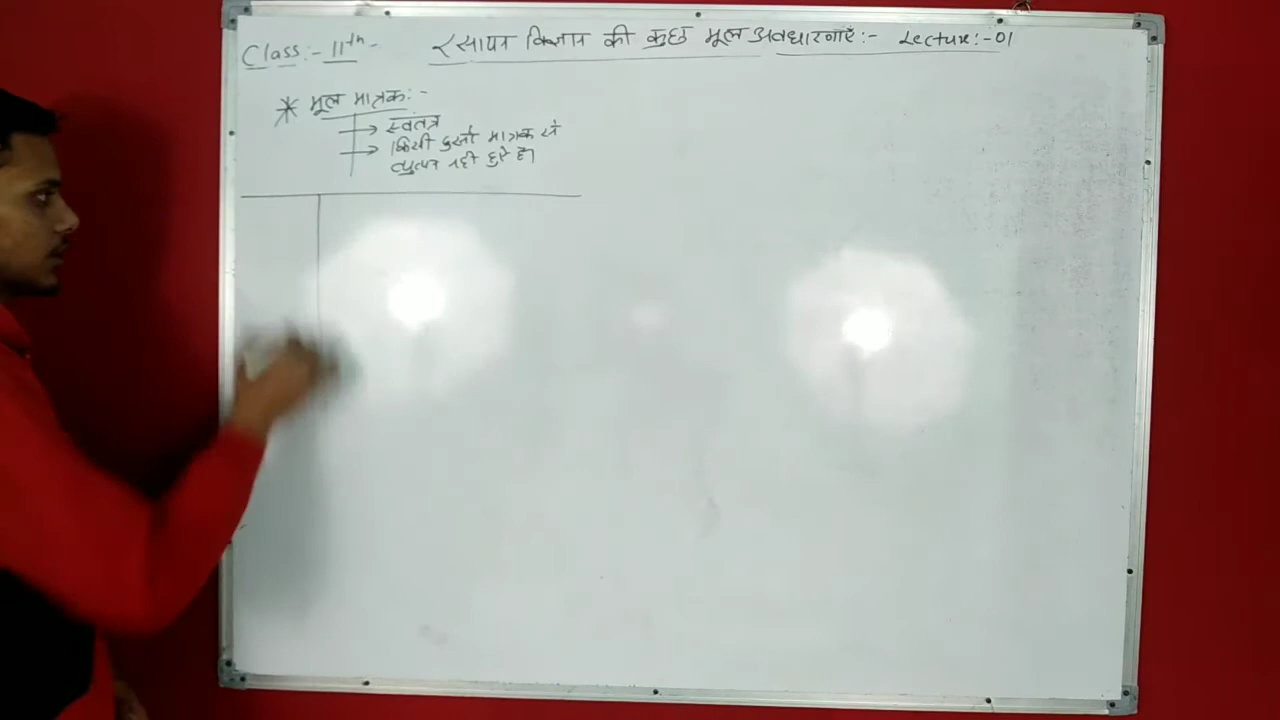 Class:- 11th- रसायन विज्ञान की कुछ मूल अवधारणाएँ:- Lecture:-01
* मूल मात्रक:-
→ स्वतंत्र
→ किसी दुसरे मात्रक से
व्युत्पन्न नही हुऐ है।